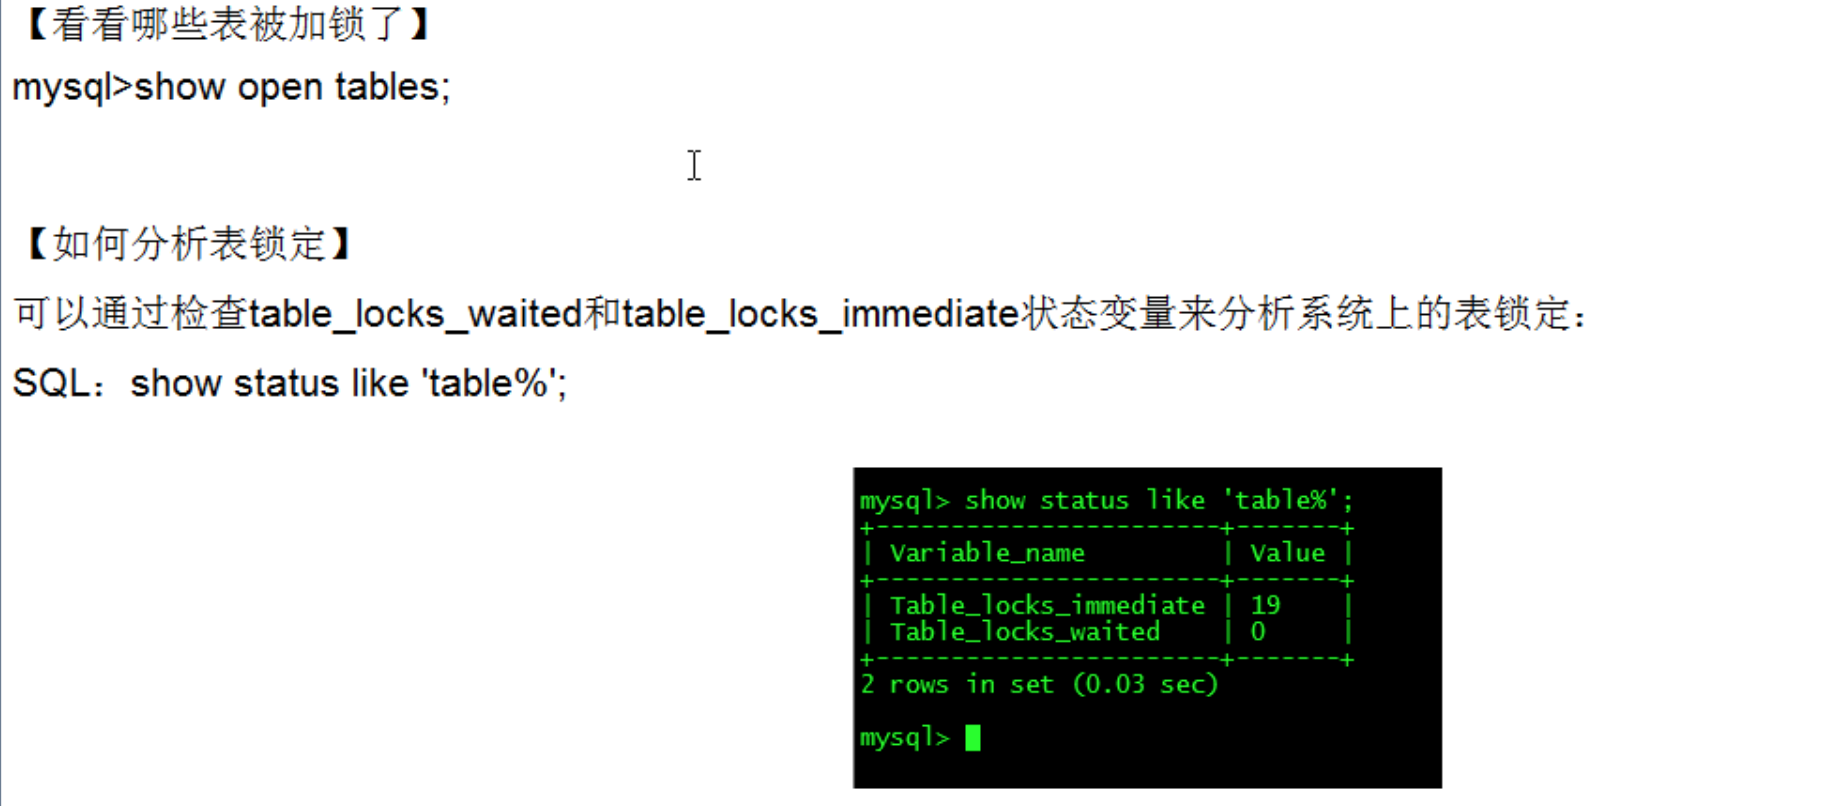 【看看哪些表被加锁了】
mysql>show open tables;
【如何分析表锁定】
可以通过检查table_locks_waited和table_locks_immediate状态变量来分析系统上的表锁定：
SQL：show status like 'table%';
mysql> show status like 'table%';
+-----------------------+-------+
| Variable_name         | Value |
+-----------------------+-------+
| Table_locks_immediate | 19    |
| Table_locks_waited    | 0     |
+-----------------------+-------+
2 rows in set (0.03 sec)
mysql>